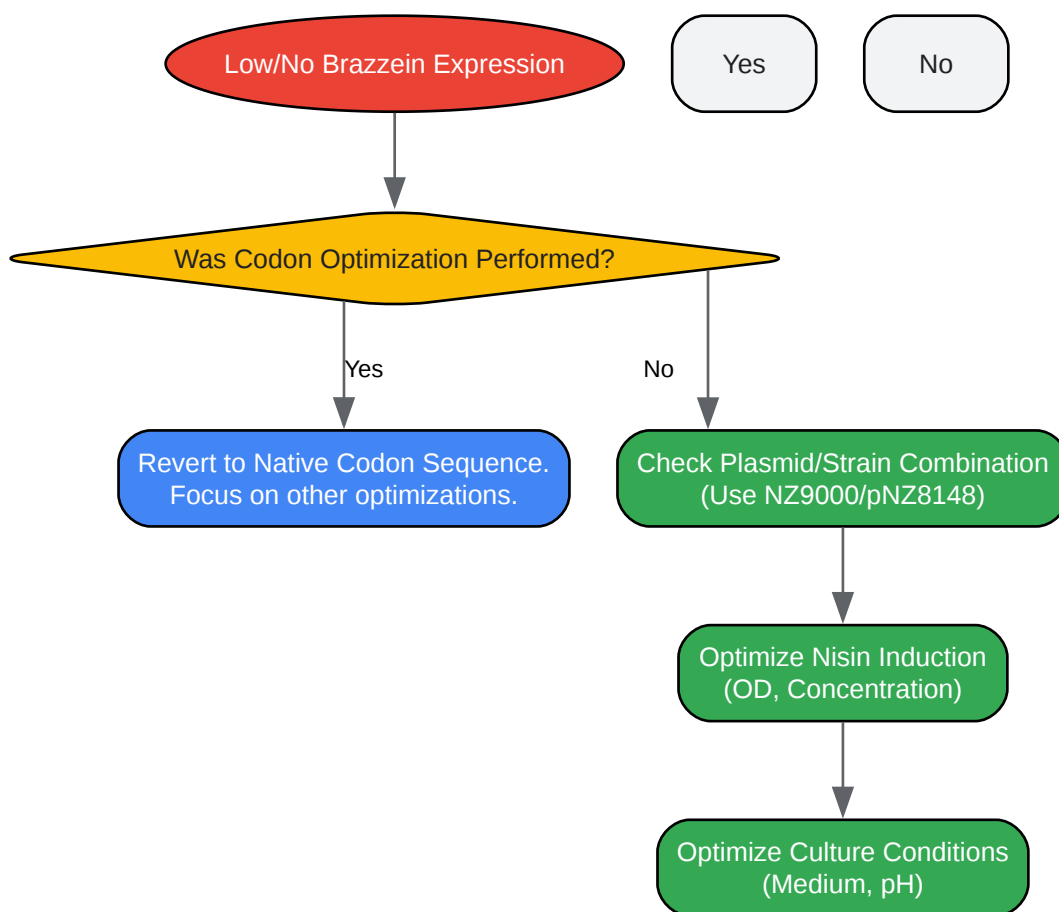 Low/No Brazzein Expression
Yes
No
Was Codon Optimization Performed?
Yes
No
Revert to Native Codon Sequence.
Focus on other optimizations.
Check Plasmid/Strain Combination
(Use NZ9000/pNZ8148)
Optimize Nisin Induction
(OD, Concentration)
Optimize Culture Conditions
(Medium, pH)